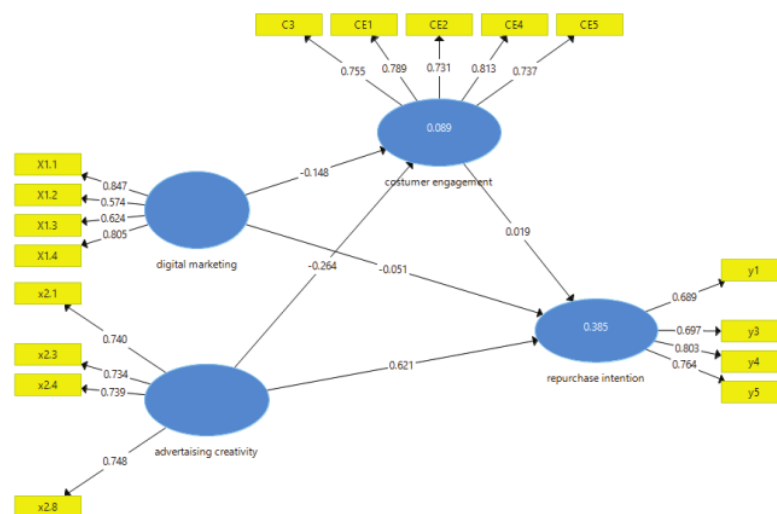 C3 CE1 CE2 CE4 CE5
0.755 0.789 0.731 0.813 0.737
0.089
costumer engagement
X1.1
X1.2
X1.3
X1.4
0.847
0.574
0.624
0.805
digital marketing
-0.148
-0.264
-0.051
0.019
0.621
x2.1
x2.3
x2.4
x2.8
0.740
0.734
0.739
0.748
advertaising creativity
0.385
repurchase intention
0.689
0.697
0.803
0.764
y1
y3
y4
y5